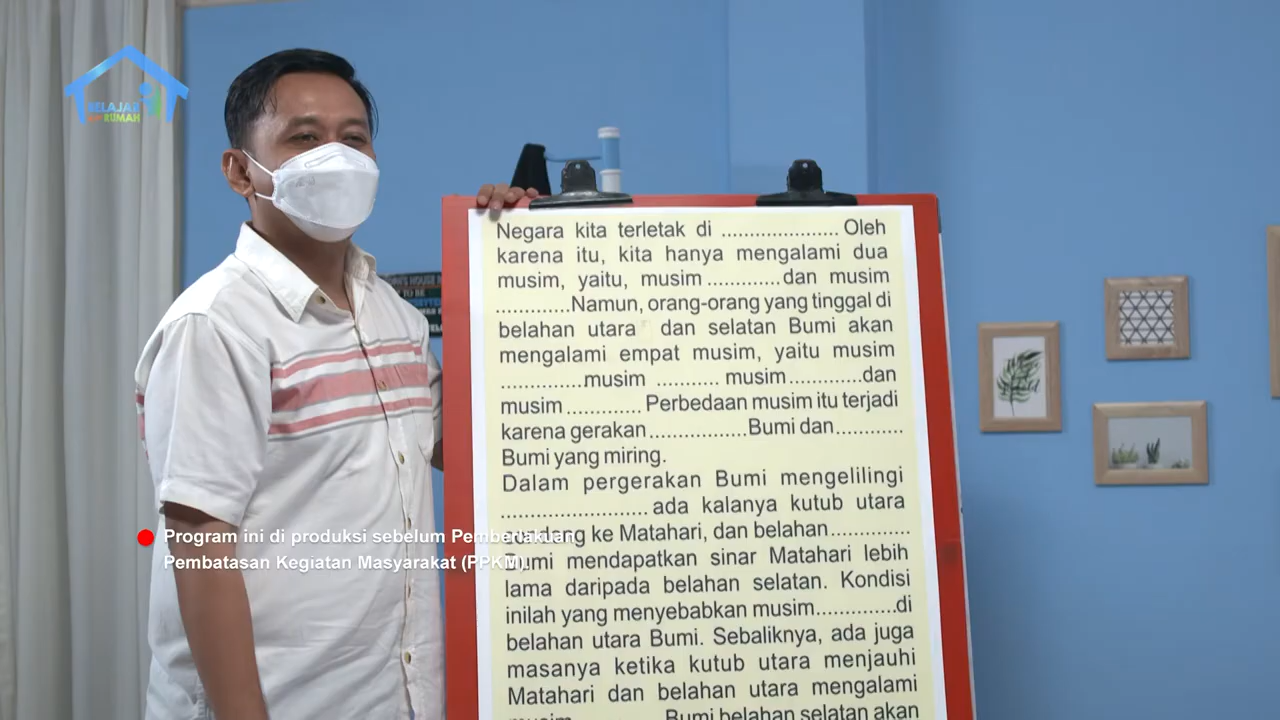 BELAJAR
RUMAH
Negara kita terletak di ..................... Oleh
karena itu, kita hanya mengalami dua
musim, yaitu, musim .............dan musim
..............Namun, orang-orang yang tinggal di
belahan utara dan selatan Bumi akan
mengalami empat musim, yaitu musim
...............musim ........... musim.............dan
musim ............. Perbedaan musim itu terjadi
karena gerakan.................Bumi dan............
Bumi yang miring.
Dalam pergerakan Bumi mengelilingi
.......................... ada kalanya kutub utara
ke Matahari, dan belahan..............
Bumi mendapatkan sinar Matahari lebih
lama daripada belahan selatan. Kondisi
inilah yang menyebabkan musim..............di
belahan utara Bumi. Sebaliknya, ada juga
masanya ketika kutub utara menjauhi
Matahari dan belahan utara mengalami
musim Bumi belahan selatan akan
Program ini di produksi sebelum Pemberlakuan
Pembatasan Kegiatan Masyarakat (PPKM).